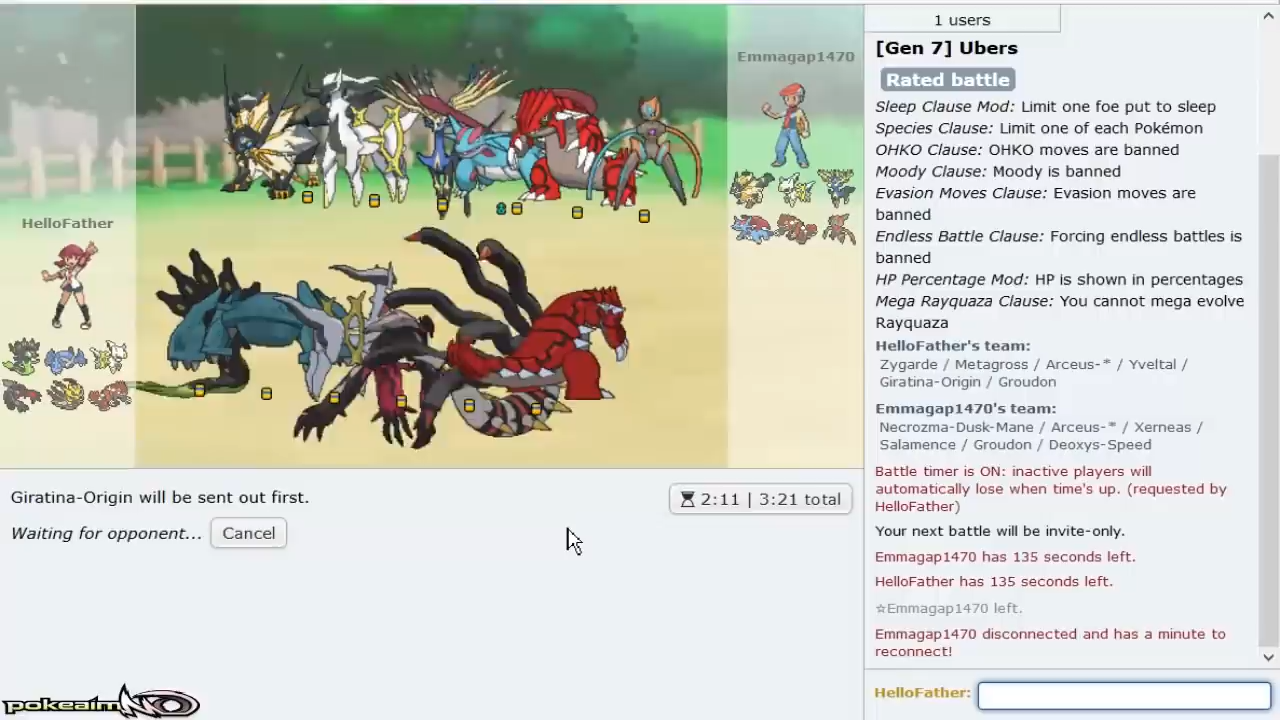 1 users
[Gen 7] Ubers
Rated battle
Sleep Clause Mod: Limit one foe put to sleep
Species Clause: Limit one of each Pokémon
OHKO Clause: OHKO moves are banned
Moody Clause: Moody is banned
Evasion Moves Clause: Evasion moves are
banned
Endless Battle Clause: Forcing endless battles is
banned
HP Percentage Mod: HP is shown in percentages
Mega Rayquaza Clause: You cannot mega evolve
Rayquaza
HelloFather's team:
Zygarde / Metagross / Arceus-* / Yveltal /
Giratina-Origin / Groudon
Emmagap1470's team:
Necrozma-Dusk-Mane / Arceus-* / Xerneas /
Salamence / Groudon / Deoxys-Speed
Battle timer is ON: inactive players will
automatically lose when time's up. (requested by
HelloFather)
Your next battle will be invite-only.
Emmagap1470 has 135 seconds left.
HelloFather has 135 seconds left.
☆Emmagap1470 left.
Emmagap1470 disconnected and has a minute to
reconnect!
HelloFather:
Emmagap1470
HelloFather
Giratina-Origin will be sent out first.
2:11 | 3:21 total
Waiting for opponent... Cancel
pokeaimMD